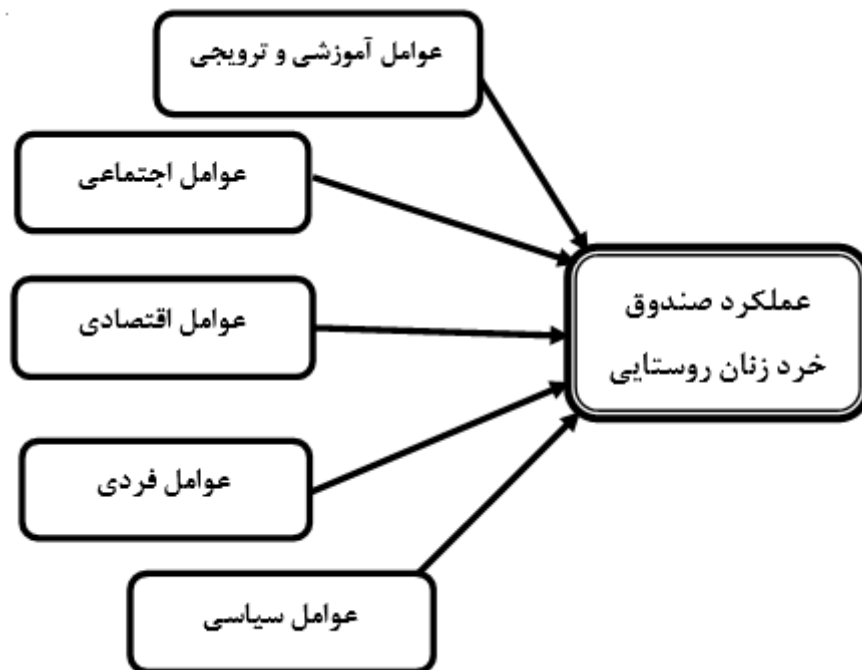 عوامل آموزشی و ترویجی
عوامل اجتماعی
عوامل اقتصادی
عوامل فردی
عوامل سیاسی
عملکرد صندوق
خرد زنان روستایی